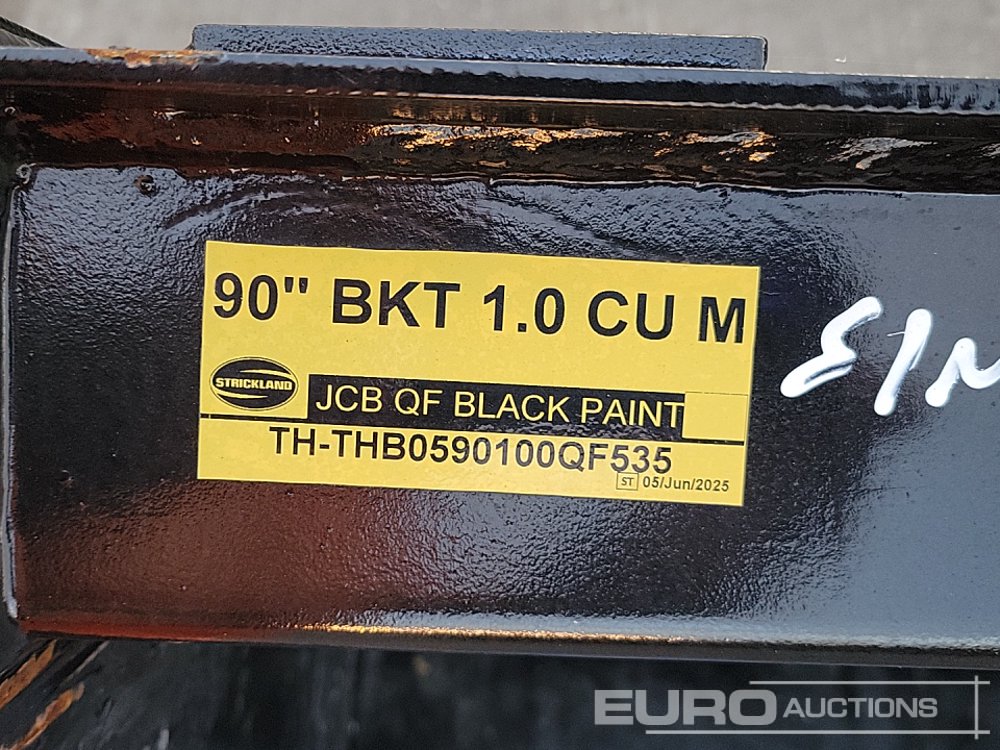 90" BKT 1.0 CU M
STRICKLAND
JCB QF BLACK PAINT
TH-THB0590100QF535
ST 05/Jun/2025
EURO AUCTIONS